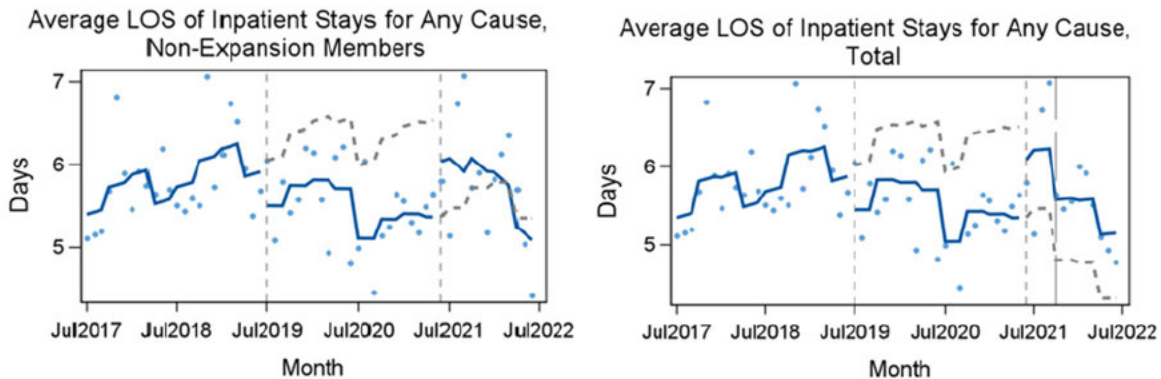 Average LOS of Inpatient Stays for Any Cause,
Non-Expansion Members
7
6
5
Days
Jul2017 Jul2018 Jul2019 Jul2020 Jul2021 Jul2022
Month
Average LOS of Inpatient Stays for Any Cause,
Total
7
6
5
Days
Jul2017 Jul2018 Jul2019 Jul2020 Jul2021 Jul2022
Month